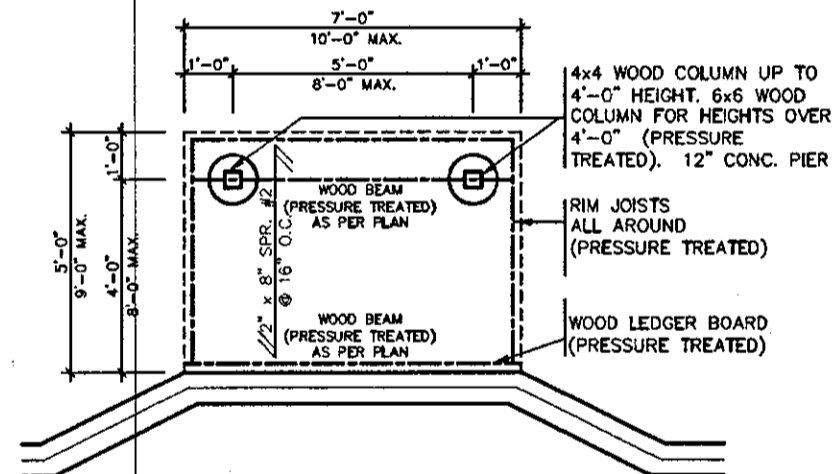 7'-0"
10'-0" MAX.
1'-0"
5'-0"
1'-0"
8'-0" MAX.
4x4 WOOD COLUMN UP TO
4'-0" HEIGHT. 6x6 WOOD
COLUMN FOR HEIGHTS OVER
4'-0" (PRESSURE
TREATED). 12" CONC. PIER
1'-0"
5'-0"
9'-0" MAX.
4'-0"
8'-0" MAX.
WOOD BEAM
(PRESSURE TREATED)
AS PER PLAN
2" x 8" SPR. #2
@ 16" O.C.
RIM JOISTS
ALL AROUND
(PRESSURE TREATED)
WOOD BEAM
(PRESSURE TREATED)
AS PER PLAN
WOOD LEDGER BOARD
(PRESSURE TREATED)